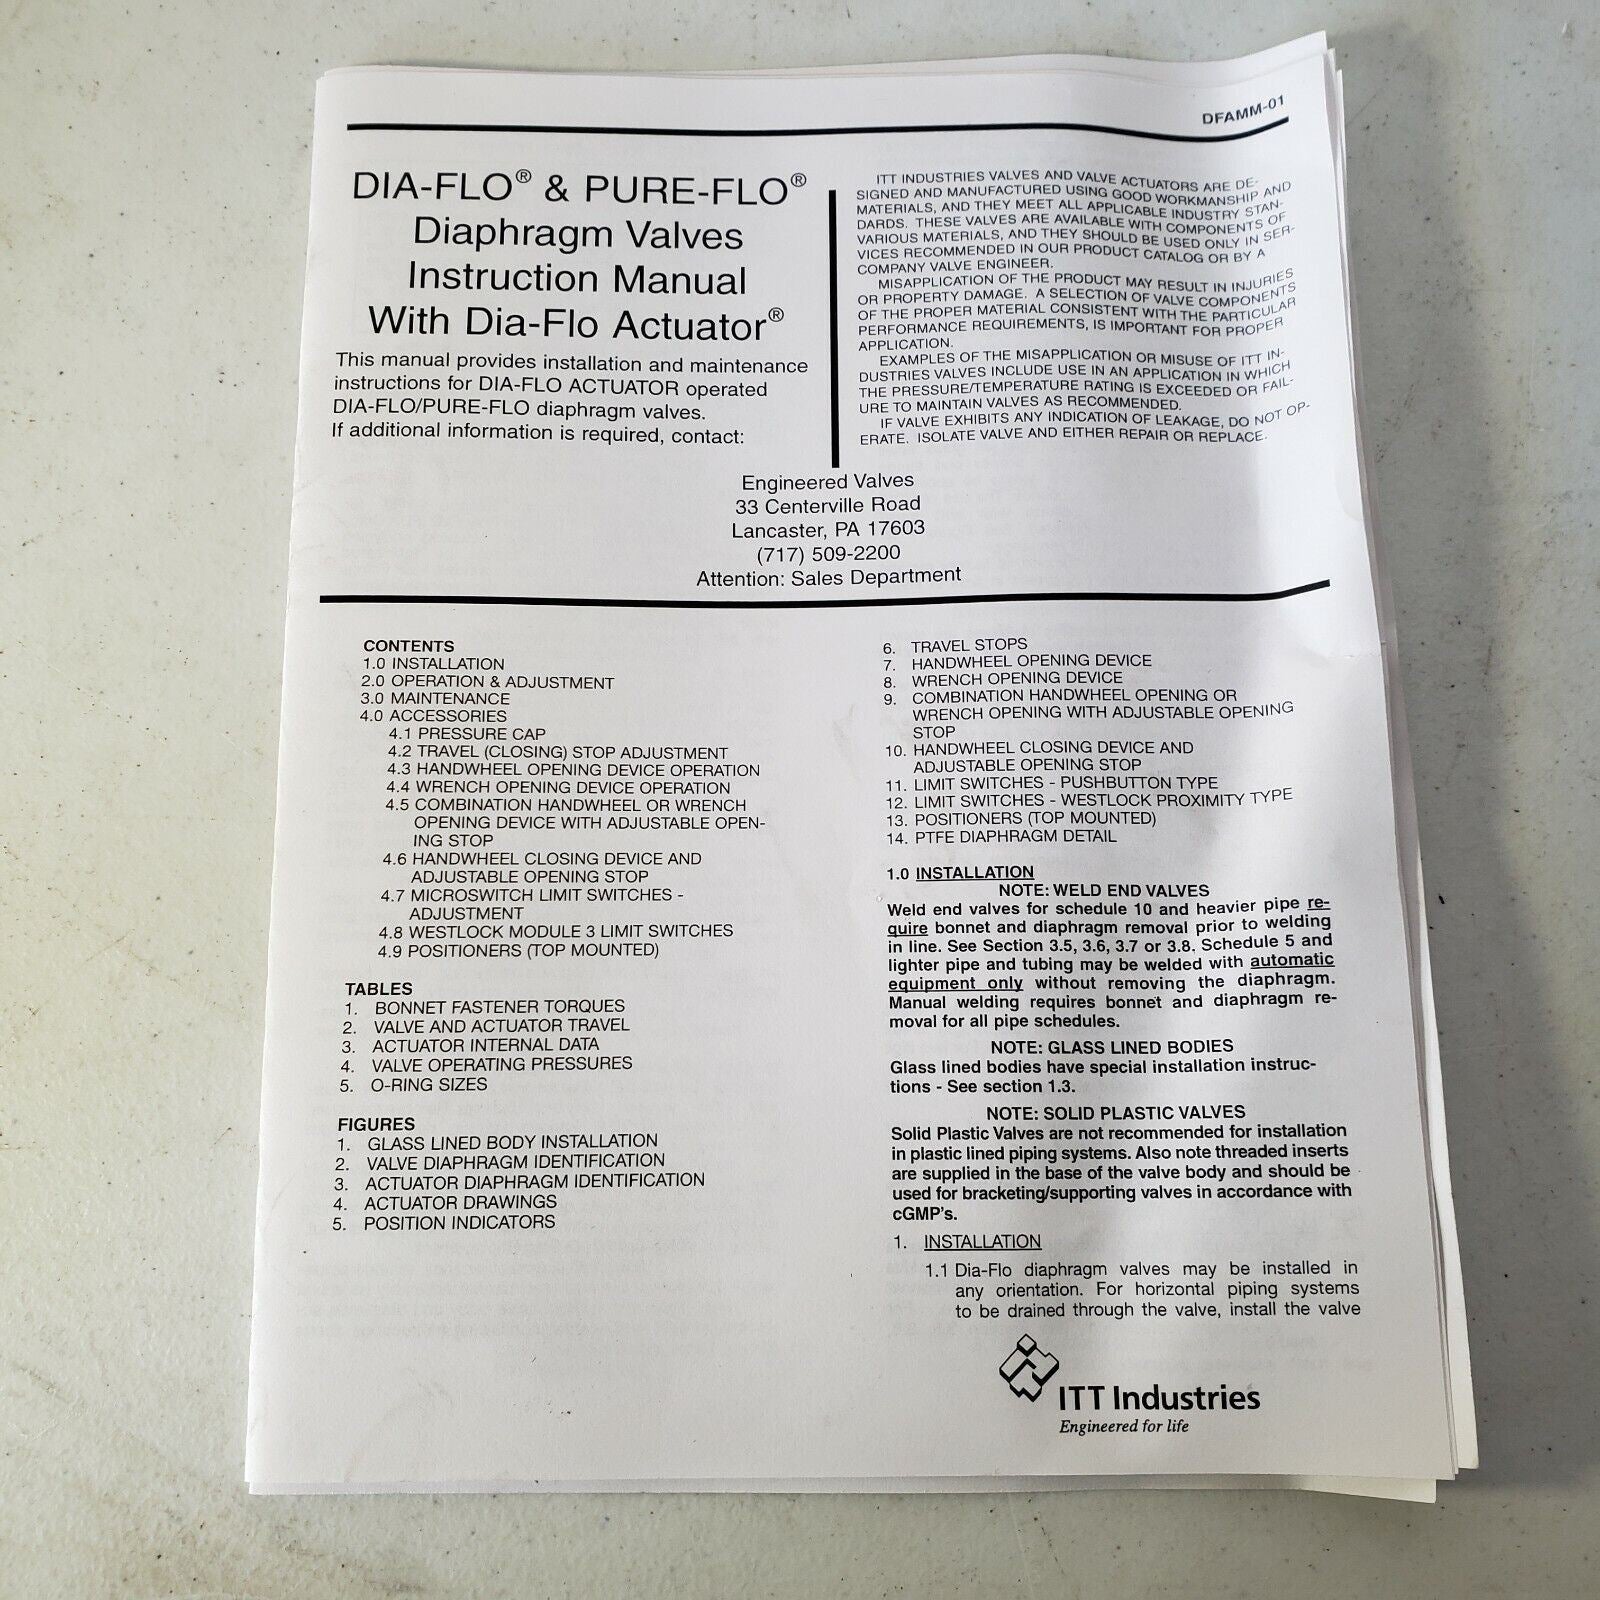 DFAMM-01
DIA-FLO® & PURE-FLO®
Diaphragm Valves
Instruction Manual
With Dia-Flo Actuator®
This manual provides installation and maintenance
instructions for DIA-FLO ACTUATOR operated
DIA-FLO/PURE-FLO diaphragm valves.
If additional information is required, contact:
ITT INDUSTRIES VALVES AND VALVE ACTUATORS ARE DE-
SIGNED AND MANUFACTURED USING GOOD WORKMANSHIP AND
MATERIALS, AND THEY MEET ALL APPLICABLE INDUSTRY STAN-
DARDS. THESE VALVES ARE AVAILABLE WITH COMPONENTS OF
VARIOUS MATERIALS, AND THEY SHOULD BE USED ONLY IN SER-
VICES RECOMMENDED IN OUR PRODUCT CATALOG OR BY A
COMPANY VALVE ENGINEER.
MISAPPLICATION OF THE PRODUCT MAY RESULT IN INJURIES
OR PROPERTY DAMAGE. A SELECTION OF VALVE COMPONENTS
OF THE PROPER MATERIAL CONSISTENT WITH THE PARTICULAR
PERFORMANCE REQUIREMENTS, IS IMPORTANT FOR PROPER
APPLICATION.
EXAMPLES OF THE MISAPPLICATION OR MISUSE OF ITT IN-
DUSTRIES VALVES INCLUDE USE IN AN APPLICATION IN WHICH
THE PRESSURE/TEMPERATURE RATING IS EXCEEDED OR FAIL-
URE TO MAINTAIN VALVES AS RECOMMENDED.
IF VALVE EXHIBITS ANY INDICATION OF LEAKAGE, DO NOT OP-
ERATE. ISOLATE VALVE AND EITHER REPAIR OR REPLACE.
Engineered Valves
33 Centerville Road
Lancaster, PA 17603
(717) 509-2200
Attention: Sales Department
CONTENTS
1.0 INSTALLATION
2.0 OPERATION & ADJUSTMENT
3.0 MAINTENANCE
4.0 ACCESSORIES
4.1 PRESSURE CAP
4.2 TRAVEL (CLOSING) STOP ADJUSTMENT
4.3 HANDWHEEL OPENING DEVICE OPERATION
4.4 WRENCH OPENING DEVICE OPERATION
4.5 COMBINATION HANDWHEEL OR WRENCH
OPENING DEVICE WITH ADJUSTABLE OPEN-
ING STOP
4.6 HANDWHEEL CLOSING DEVICE AND
ADJUSTABLE OPENING STOP
4.7 MICROSWITCH LIMIT SWITCHES -
ADJUSTMENT
4.8 WESTLOCK MODULE 3 LIMIT SWITCHES
4.9 POSITIONERS (TOP MOUNTED)
TABLES
1. BONNET FASTENER TORQUES
2. VALVE AND ACTUATOR TRAVEL
3. ACTUATOR INTERNAL DATA
4. VALVE OPERATING PRESSURES
5. O-RING SIZES
FIGURES
1. GLASS LINED BODY INSTALLATION
2. VALVE DIAPHRAGM IDENTIFICATION
3. ACTUATOR DIAPHRAGM IDENTIFICATION
4. ACTUATOR DRAWINGS
5. POSITION INDICATORS
6. TRAVEL STOPS
7. HANDWHEEL OPENING DEVICE
8. WRENCH OPENING DEVICE
9. COMBINATION HANDWHEEL OPENING OR
WRENCH OPENING WITH ADJUSTABLE OPENING
STOP
10. HANDWHEEL CLOSING DEVICE AND
ADJUSTABLE OPENING STOP
11. LIMIT SWITCHES - PUSHBUTTON TYPE
12. LIMIT SWITCHES - WESTLOCK PROXIMITY TYPE
13. POSITIONERS (TOP MOUNTED)
14. PTFE DIAPHRAGM DETAIL
1.0 INSTALLATION
NOTE: WELD END VALVES
Weld end valves for schedule 10 and heavier pipe re-
quire bonnet and diaphragm removal prior to welding
in line. See Section 3.5, 3.6, 3.7 or 3.8. Schedule 5 and
lighter pipe and tubing may be welded with automatic
equipment only without removing the diaphragm.
Manual welding requires bonnet and diaphragm re-
moval for all pipe schedules.
NOTE: GLASS LINED BODIES
Glass lined bodies have special installation instruc-
tions - See section 1.3.
NOTE: SOLID PLASTIC VALVES
Solid Plastic Valves are not recommended for installation
in plastic lined piping systems. Also note threaded inserts
are supplied in the base of the valve body and should be
used for bracketing/supporting valves in accordance with
cGMP's.
1. INSTALLATION
1.1 Dia-Flo diaphragm valves may be installed in
any orientation. For horizontal piping systems
to be drained through the valve, install the valve
ITT Industries
Engineered for life